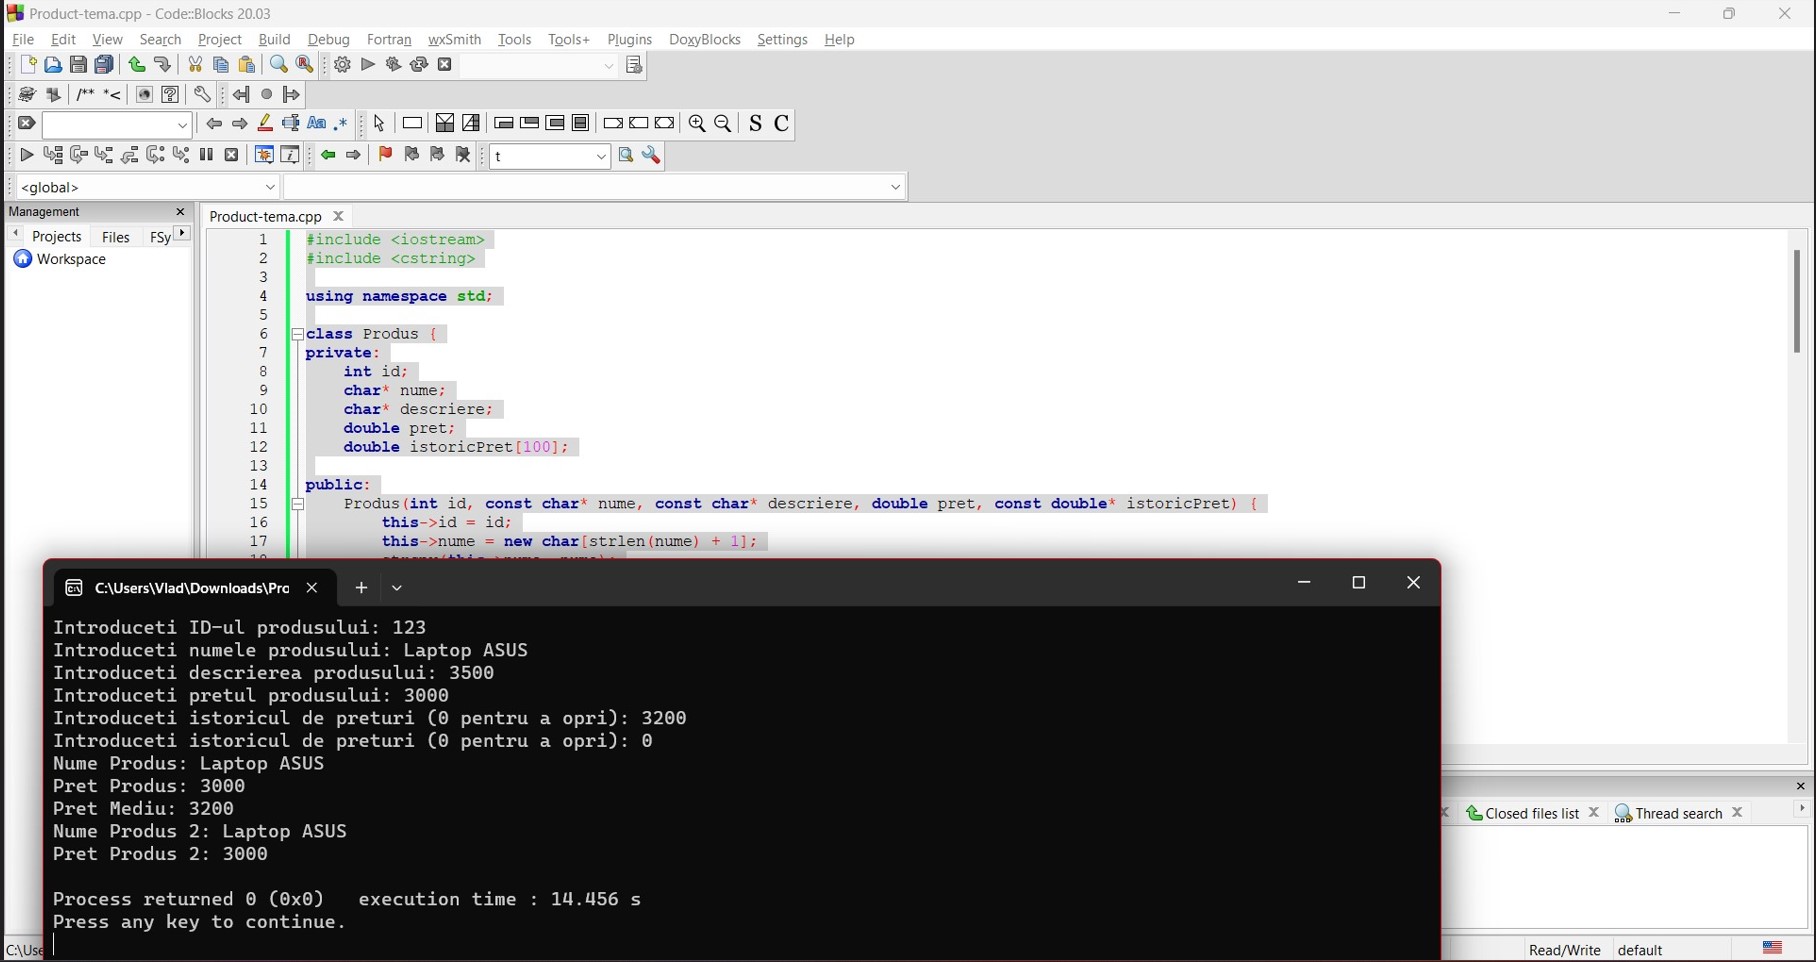 Product-tema.cpp - Code::Blocks 20.03
File Edit View Search Project Build Debug Fortran wxSmith Tools Tools+ Plugins DoxyBlocks Settings Help
/** *<
Aa .* S C
t
<global>
Management
Product-tema.cpp
Projects Files FSy
Workspace
1 #include <iostream>
2 #include <cstring>
3
4 using namespace std;
5
6 class Produs {
7 private:
8 int id;
9 char* nume;
10 char* descriere;
11 double pret;
12 double istoricPret[100];
13
14 public:
15 Produs(int id, const char* nume, const char* descriere, double pret, const double* istoricPret) {
16 this->id = id;
17 this->nume = new char[strlen(nume) + 1];
C:\Users\Vlad\Downloads\Pro
Introduceti ID-ul produsului: 123
Introduceti numele produsului: Laptop ASUS
Introduceti descrierea produsului: 3500
Introduceti pretul produsului: 3000
Introduceti istoricul de preturi (0 pentru a opri): 3200
Introduceti istoricul de preturi (0 pentru a opri): 0
Nume Produs: Laptop ASUS
Pret Produs: 3000
Pret Mediu: 3200
Nume Produs 2: Laptop ASUS
Pret Produs 2: 3000
Process returned 0 (0x0) execution time : 14.456 s
Press any key to continue.
Closed files list Thread search
C:\Use
Read/Write default